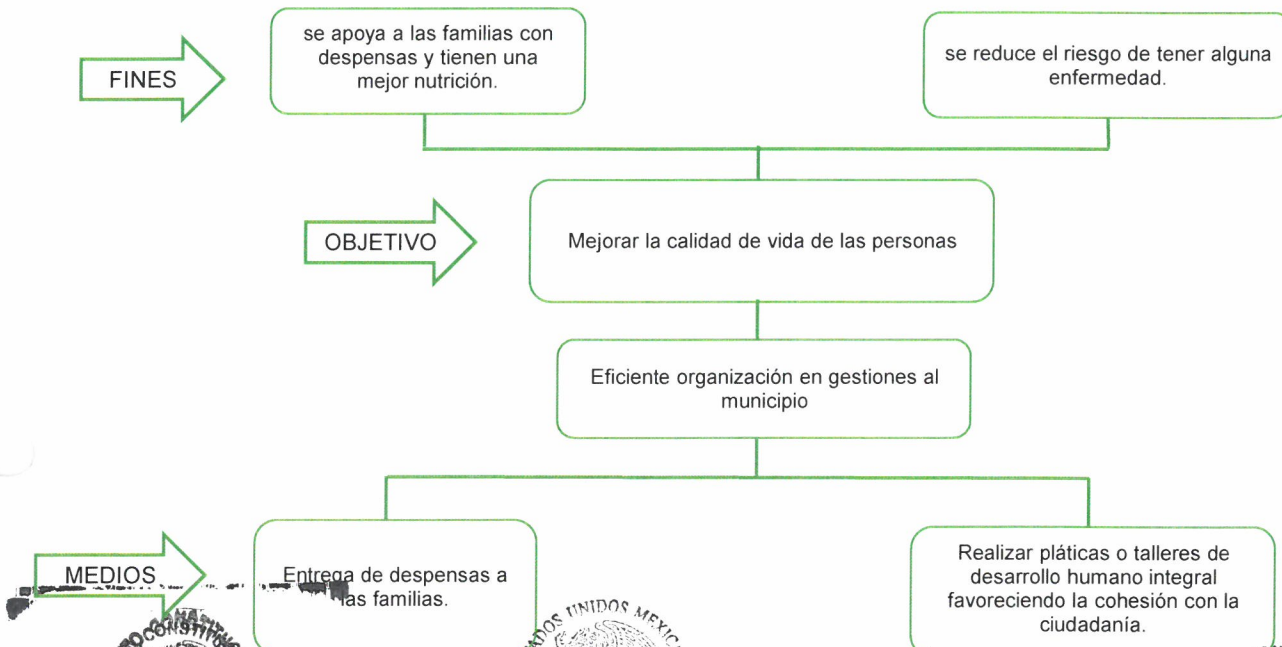 FINES
se apoya a las familias con
despensas y tienen una
mejor nutrición.
se reduce el riesgo de tener alguna
enfermedad.
OBJETIVO
Mejorar la calidad de vida de las personas
Eficiente organización en gestiones al
municipio
MEDIOS
Entrega de despensas a
las familias.
Realizar pláticas o talleres de
desarrollo humano integral
favoreciendo la cohesión con la
ciudadanía.
UNIDOS